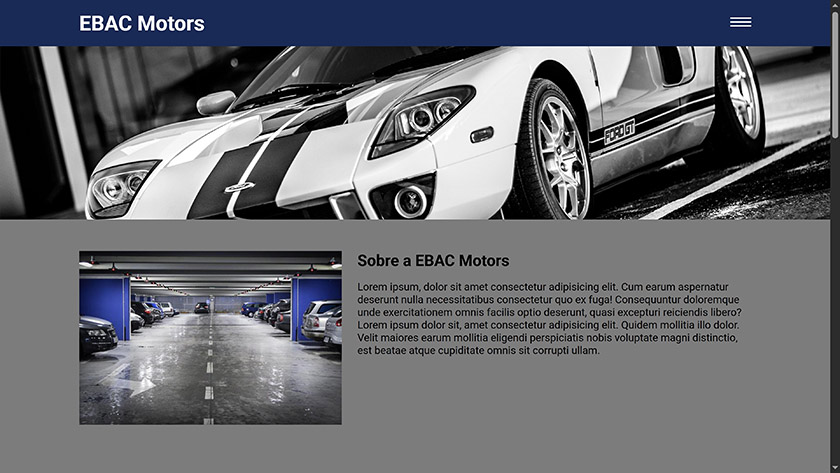 EBAC Motors
FORD GT
Sobre a EBAC Motors
Lorem ipsum, dolor sit amet consectetur adipisicing elit. Cum earum aspernatur
deserunt nulla necessitatibus consectetur quo ex fuga! Consequuntur doloremque
unde exercitationem omnis facilis optio deserunt, quasi excepturi reiciendis libero?
Lorem ipsum dolor sit, amet consectetur adipisicing elit. Quidem mollitia illo dolor.
Velit maiores earum mollitia eligendi perspiciatis nobis voluptate magni distinctio,
est beatae atque cupiditate omnis sit corrupti ullam.